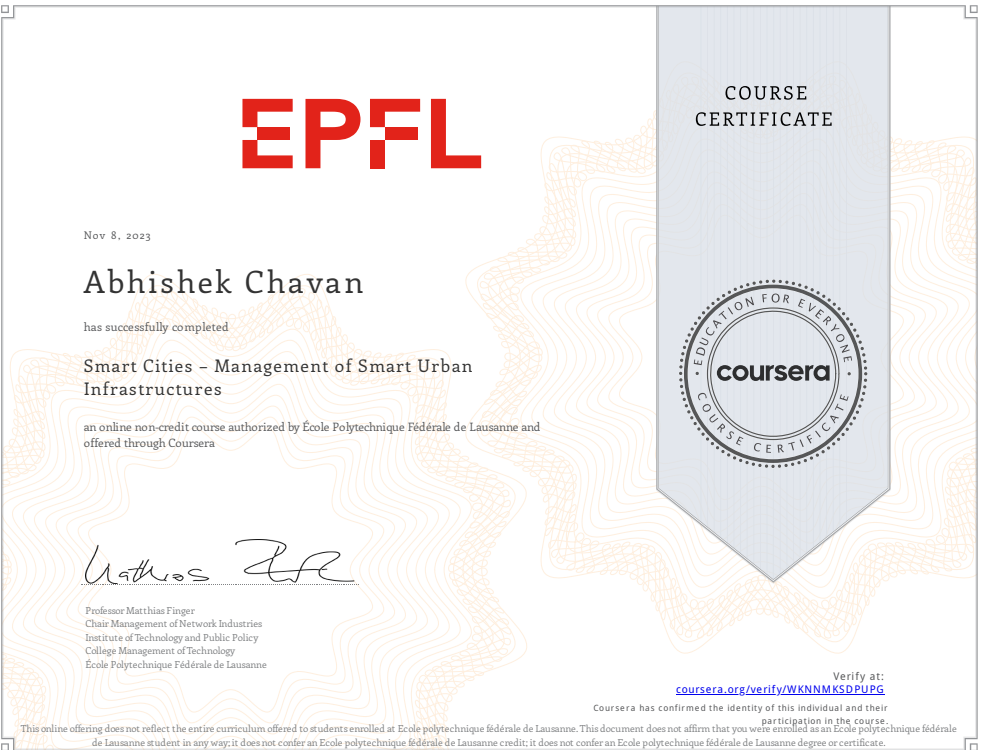 EPFL
COURSE
CERTIFICATE
Nov 8, 2023
Abhishek Chavan
has successfully completed
Smart Cities – Management of Smart Urban
Infrastructures
an online non-credit course authorized by École Polytechnique Fédérale de Lausanne and
offered through Coursera
EDUCATION FOR EVERYONE
coursera
COURSE CERTIFICATE
Professor Matthias Finger
Chair Management of Network Industries
Institute of Technology and Public Policy
College Management of Technology
École Polytechnique Fédérale de Lausanne
Verify at:
coursera.org/verify/WKNNMKSDPUPG
Coursera has confirmed the identity of this individual and their
participation in the course.
This online offering does not reflect the entire curriculum offered to students enrolled at Ecole polytechnique fédérale de Lausanne. This document does not affirm that you were enrolled as an Ecole polytechnique fédérale
de Lausanne student in any way; it does not confer an Ecole polytechnique fédérale de Lausanne credit; it does not confer an Ecole polytechnique fédérale de Lausanne degree or certificate.